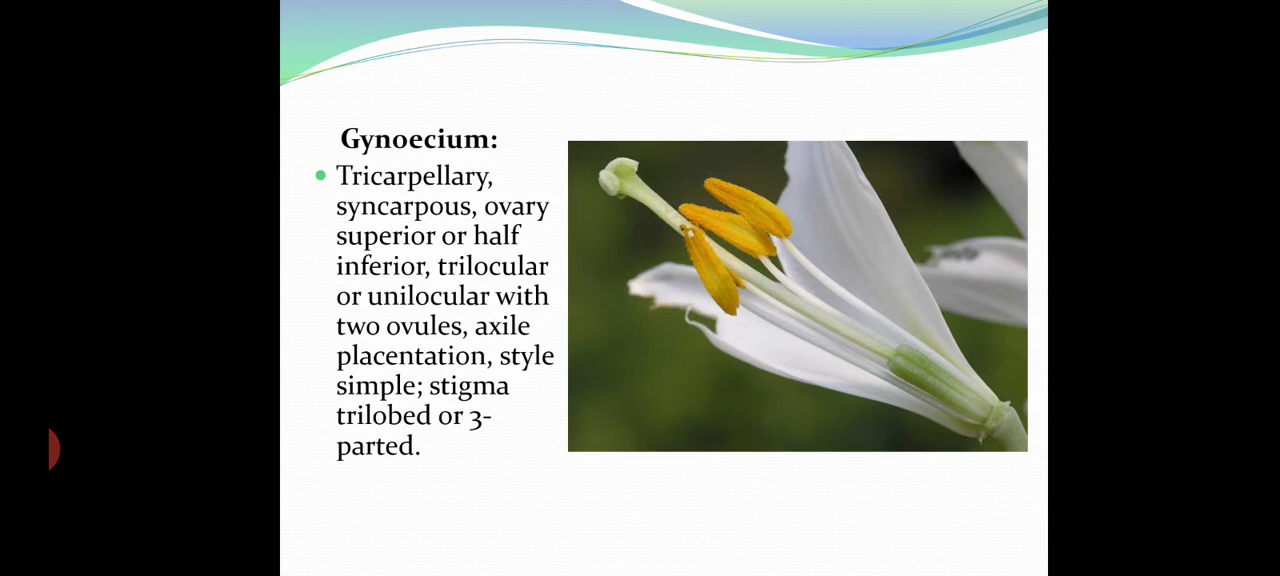 Gynoecium:
Tricarpellary,
syncarpous, ovary
superior or half
inferior, trilocular
or unilocular with
two ovules, axile
placentation, style
simple; stigma
trilobed or 3-
parted.